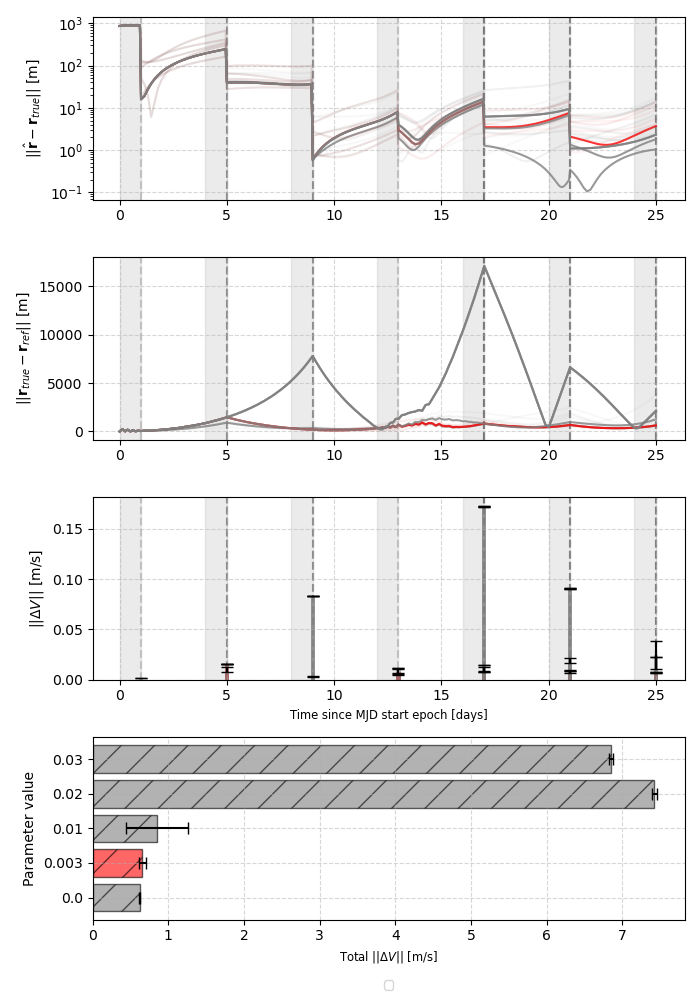 ||r̂ − r_true|| [m]
10³
10²
10¹
10⁰
10⁻¹
0 5 10 15 20 25
||r_true − r_ref|| [m]
15000
10000
5000
0
0 5 10 15 20 25
||ΔV|| [m/s]
0.15
0.10
0.05
0.00
0 5 10 15 20 25
Time since MJD start epoch [days]
Parameter value
0.03
0.02
0.01
0.003
0.0
0 1 2 3 4 5 6 7
Total ||ΔV|| [m/s]